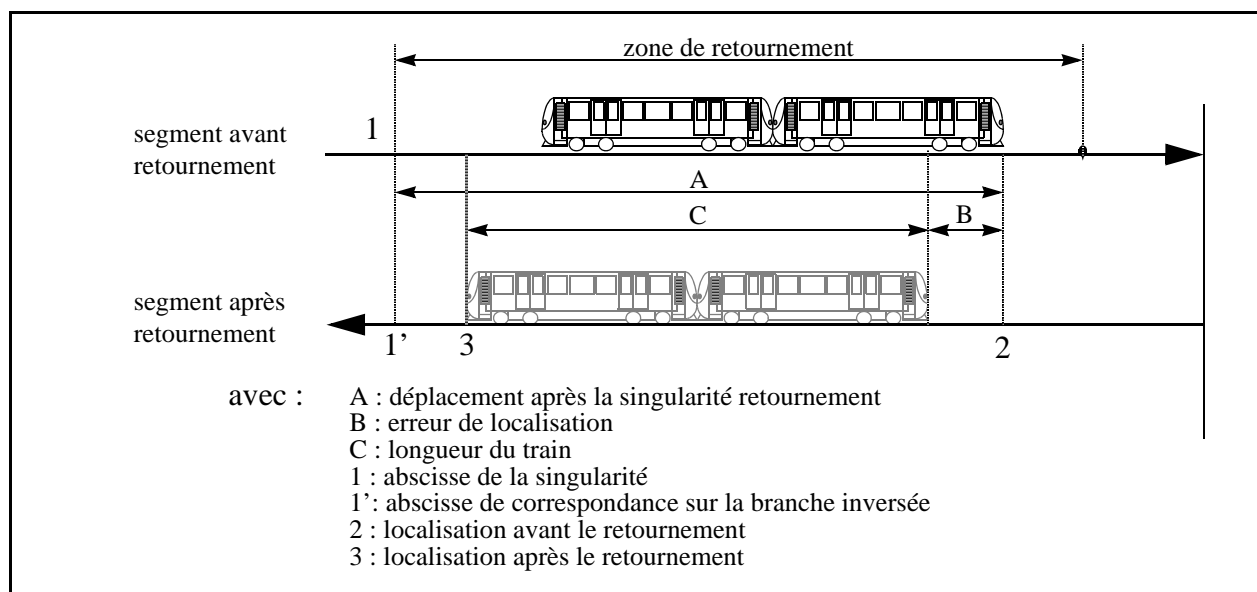 zone de retournement
segment avant
retournement
1
A
C
B
segment après
retournement
1’
3
2
avec :
A : déplacement après la singularité retournement
B : erreur de localisation
C : longueur du train
1 : abscisse de la singularité
1’: abscisse de correspondance sur la branche inversée
2 : localisation avant le retournement
3 : localisation après le retournement